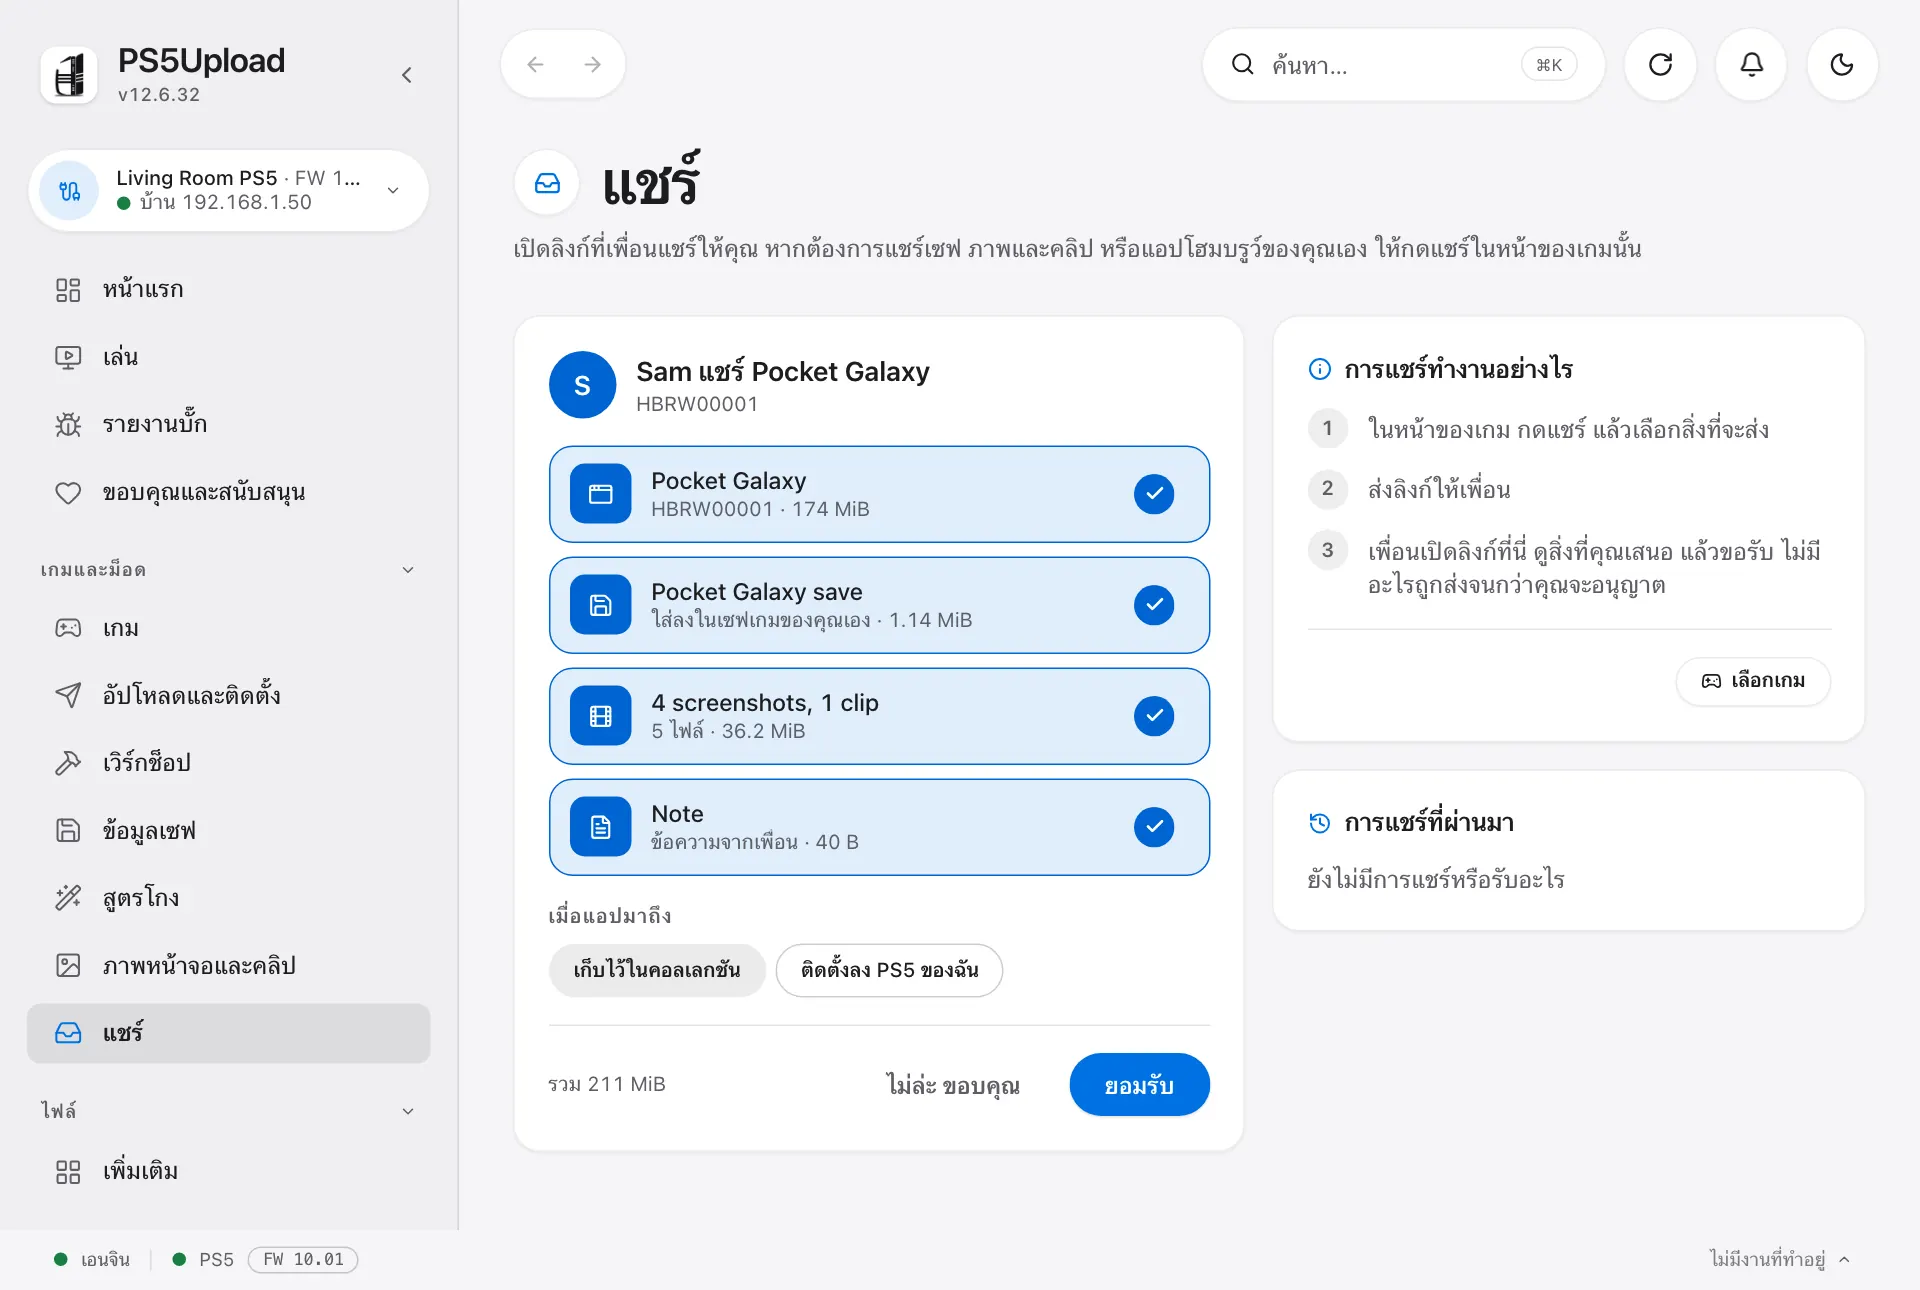 PS5Upload
v12.6.32
Living Room PS5 · FW 1...
บ้าน 192.168.1.50
หน้าแรก
เล่น
รายงานบั๊ก
ขอบคุณและสนับสนุน
เกมและม็อด
เกม
อัปโหลดและติดตั้ง
เวิร์กช็อป
ข้อมูลเซฟ
สูตรโกง
ภาพหน้าจอและคลิป
แชร์
ไฟล์
เพิ่มเติม
ค้นหา...
⌘K
แชร์
เปิดลิงก์ที่เพื่อนแชร์ให้คุณ หากต้องการแชร์เซฟ ภาพและคลิป หรือแอปโฮมบรูว์ของคุณเอง ให้กดแชร์ในหน้าของเกมนั้น
S
Sam แชร์ Pocket Galaxy
HBRW00001
Pocket Galaxy
HBRW00001 · 174 MiB
Pocket Galaxy save
ใส่ลงในเซฟเกมของคุณเอง · 1.14 MiB
4 screenshots, 1 clip
5 ไฟล์ · 36.2 MiB
Note
ข้อความจากเพื่อน · 40 B
เมื่อแอปมาถึง
เก็บไว้ในคอลเลกชัน
ติดตั้งลง PS5 ของฉัน
รวม 211 MiB
ไม่ล่ะ ขอบคุณ
ยอมรับ
การแชร์ทำงานอย่างไร
1 ในหน้าของเกม กดแชร์ แล้วเลือกสิ่งที่จะส่ง
2 ส่งลิงก์ให้เพื่อน
3 เพื่อนเปิดลิงก์ที่นี่ ดูสิ่งที่คุณเสนอ แล้วขอรับ ไม่มี
อะไรถูกส่งจนกว่าคุณจะอนุญาต
เลือกเกม
การแชร์ที่ผ่านมา
ยังไม่มีการแชร์หรือรับอะไร
เอนจิน
PS5
FW 10.01
ไม่มีงานที่ทำอยู่